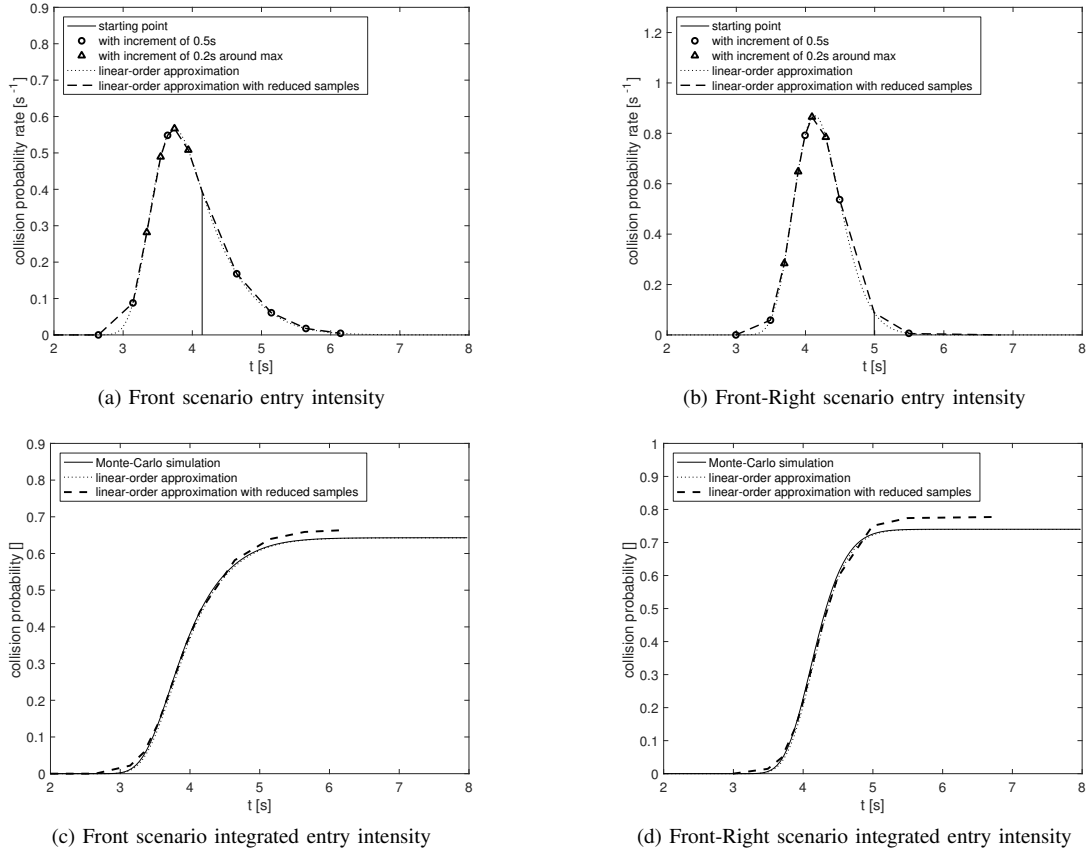 0.9
0.8
0.7
0.6
0.5
0.4
0.3
0.2
0.1
0
collision probability rate [s⁻¹]
starting point
with increment of 0.5s
with increment of 0.2s around max
linear-order approximation
linear-order approximation with reduced samples
2 3 4 5 6 7 8
t [s]
(a) Front scenario entry intensity
1.2
1
0.8
0.6
0.4
0.2
0
collision probability rate [s⁻¹]
starting point
with increment of 0.5s
with increment of 0.2s around max
linear-order approximation
linear-order approximation with reduced samples
2 3 4 5 6 7 8
t [s]
(b) Front-Right scenario entry intensity
0.9
0.8
0.7
0.6
0.5
0.4
0.3
0.2
0.1
0
collision probability []
Monte-Carlo simulation
linear-order approximation
linear-order approximation with reduced samples
2 3 4 5 6 7 8
t [s]
(c) Front scenario integrated entry intensity
1
0.9
0.8
0.7
0.6
0.5
0.4
0.3
0.2
0.1
0
collision probability []
Monte-Carlo simulation
linear-order approximation
linear-order approximation with reduced samples
2 3 4 5 6 7 8
t [s]
(d) Front-Right scenario integrated entry intensity